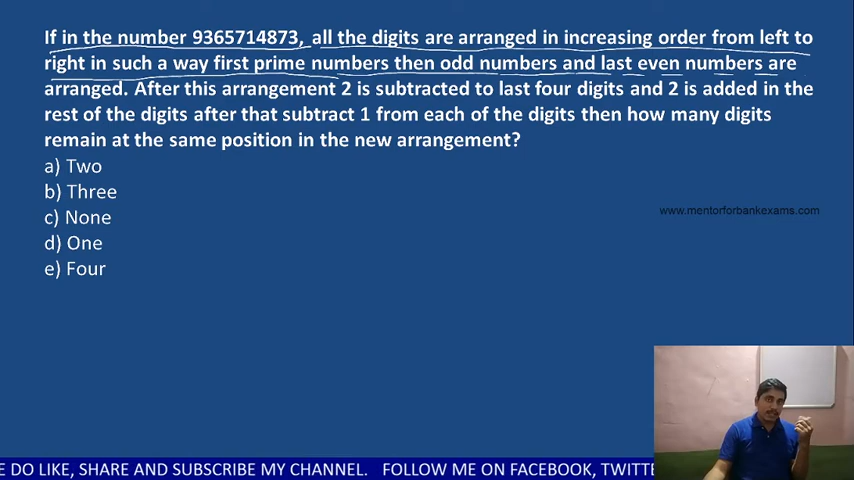 If in the number 9365714873, all the digits are arranged in increasing order from left to
right in such a way first prime numbers then odd numbers and last even numbers are
arranged. After this arrangement 2 is subtracted to last four digits and 2 is added in the
rest of the digits after that subtract 1 from each of the digits then how many digits
remain at the same position in the new arrangement?
a) Two
b) Three
www.mentorforbankexams.com
c) None
d) One
e) Four
E DO LIKE, SHARE AND SUBSCRIBE MY CHANNEL. FOLLOW ME ON FACEBOOK, TWITTE